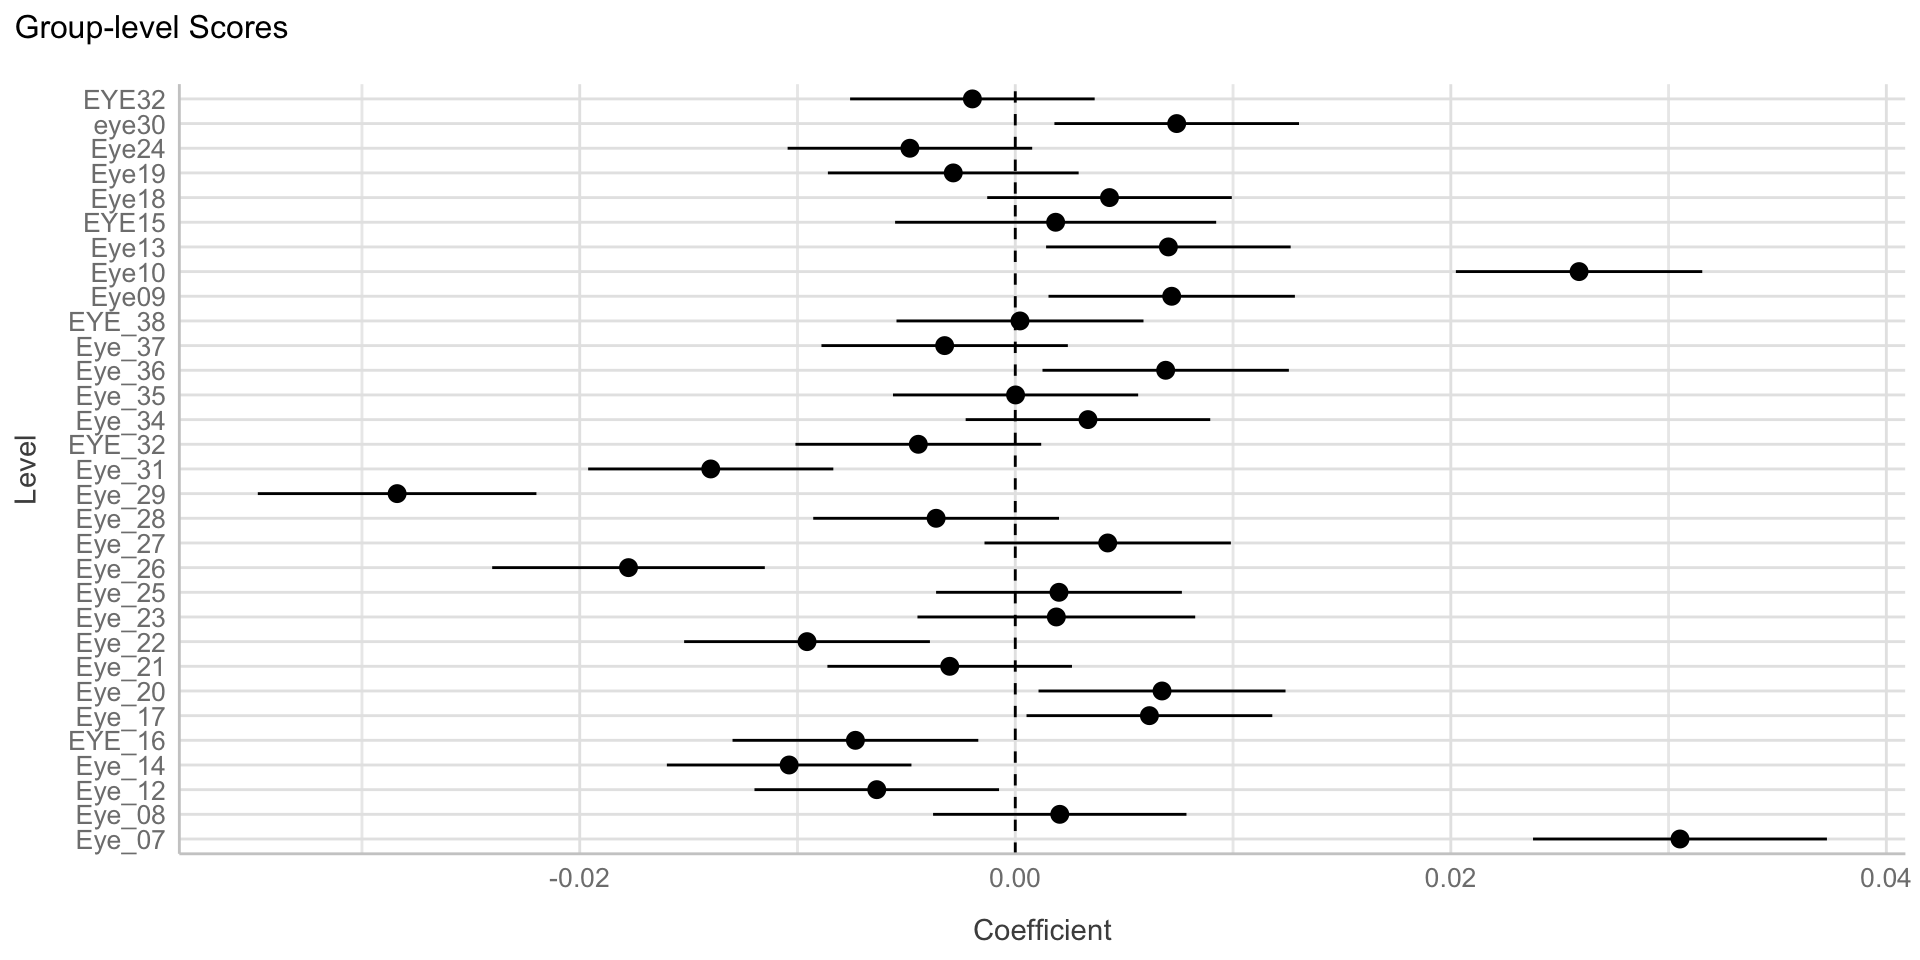 Group-level Scores
EYE32
eye30
Eye24
Eye19
Eye18
EYE15
Eye13
Eye10
Eye09
EYE_38
Eye_37
Eye_36
Eye_35
Eye_34
EYE_32
Eye_31
Eye_29
Eye_28
Eye_27
Eye_26
Eye_25
Eye_23
Eye_22
Eye_21
Eye_20
Eye_17
EYE_16
Eye_14
Eye_12
Eye_08
Eye_07
Level
-0.02 0.00 0.02 0.04
Coefficient